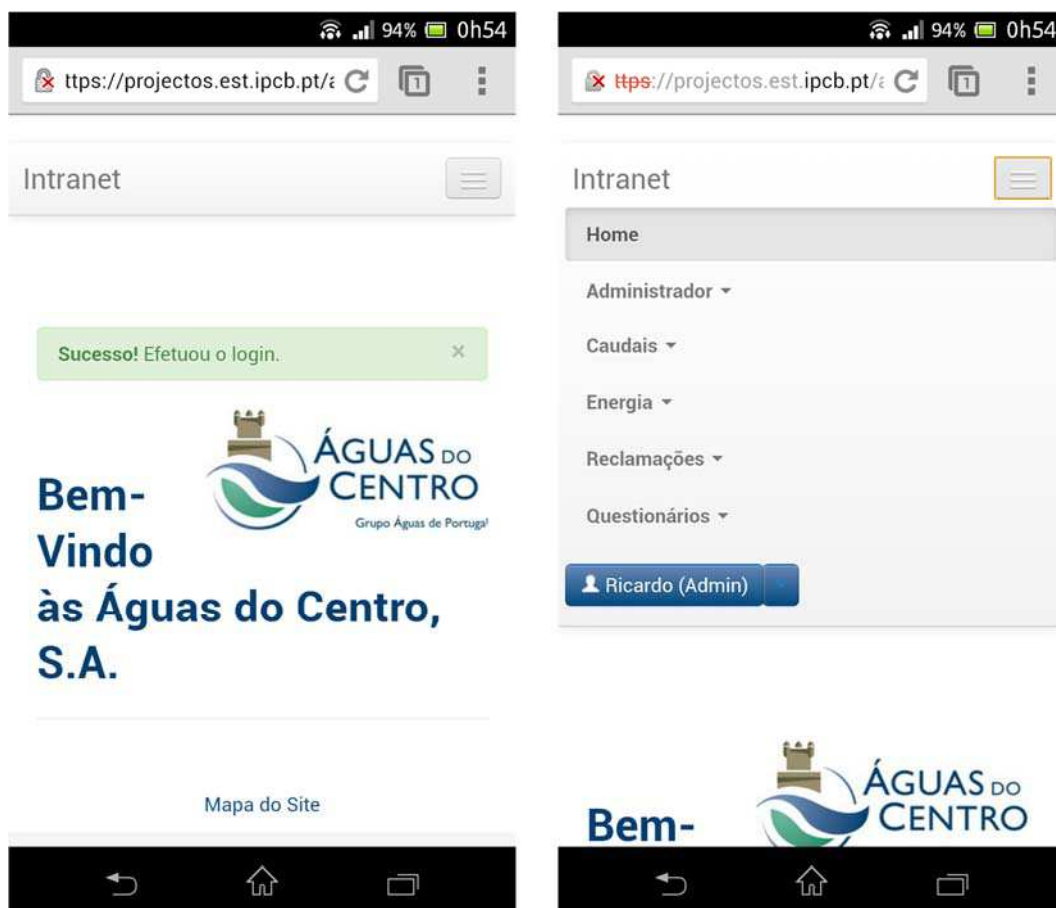 94% 0h54
ttps://projectos.est.ipcb.pt/a
1
Intranet
Sucesso! Efetuou o login.
×
ÁGUAS DO
CENTRO
Grupo Águas de Portugal
Bem-
Vindo
às Águas do Centro,
S.A.
Mapa do Site
94% 0h54
ttps://projectos.est.ipcb.pt/a
1
Intranet
Home
Administrador
Caudais
Energia
Reclamações
Questionários
Ricardo (Admin)
ÁGUAS DO
CENTRO
Bem-